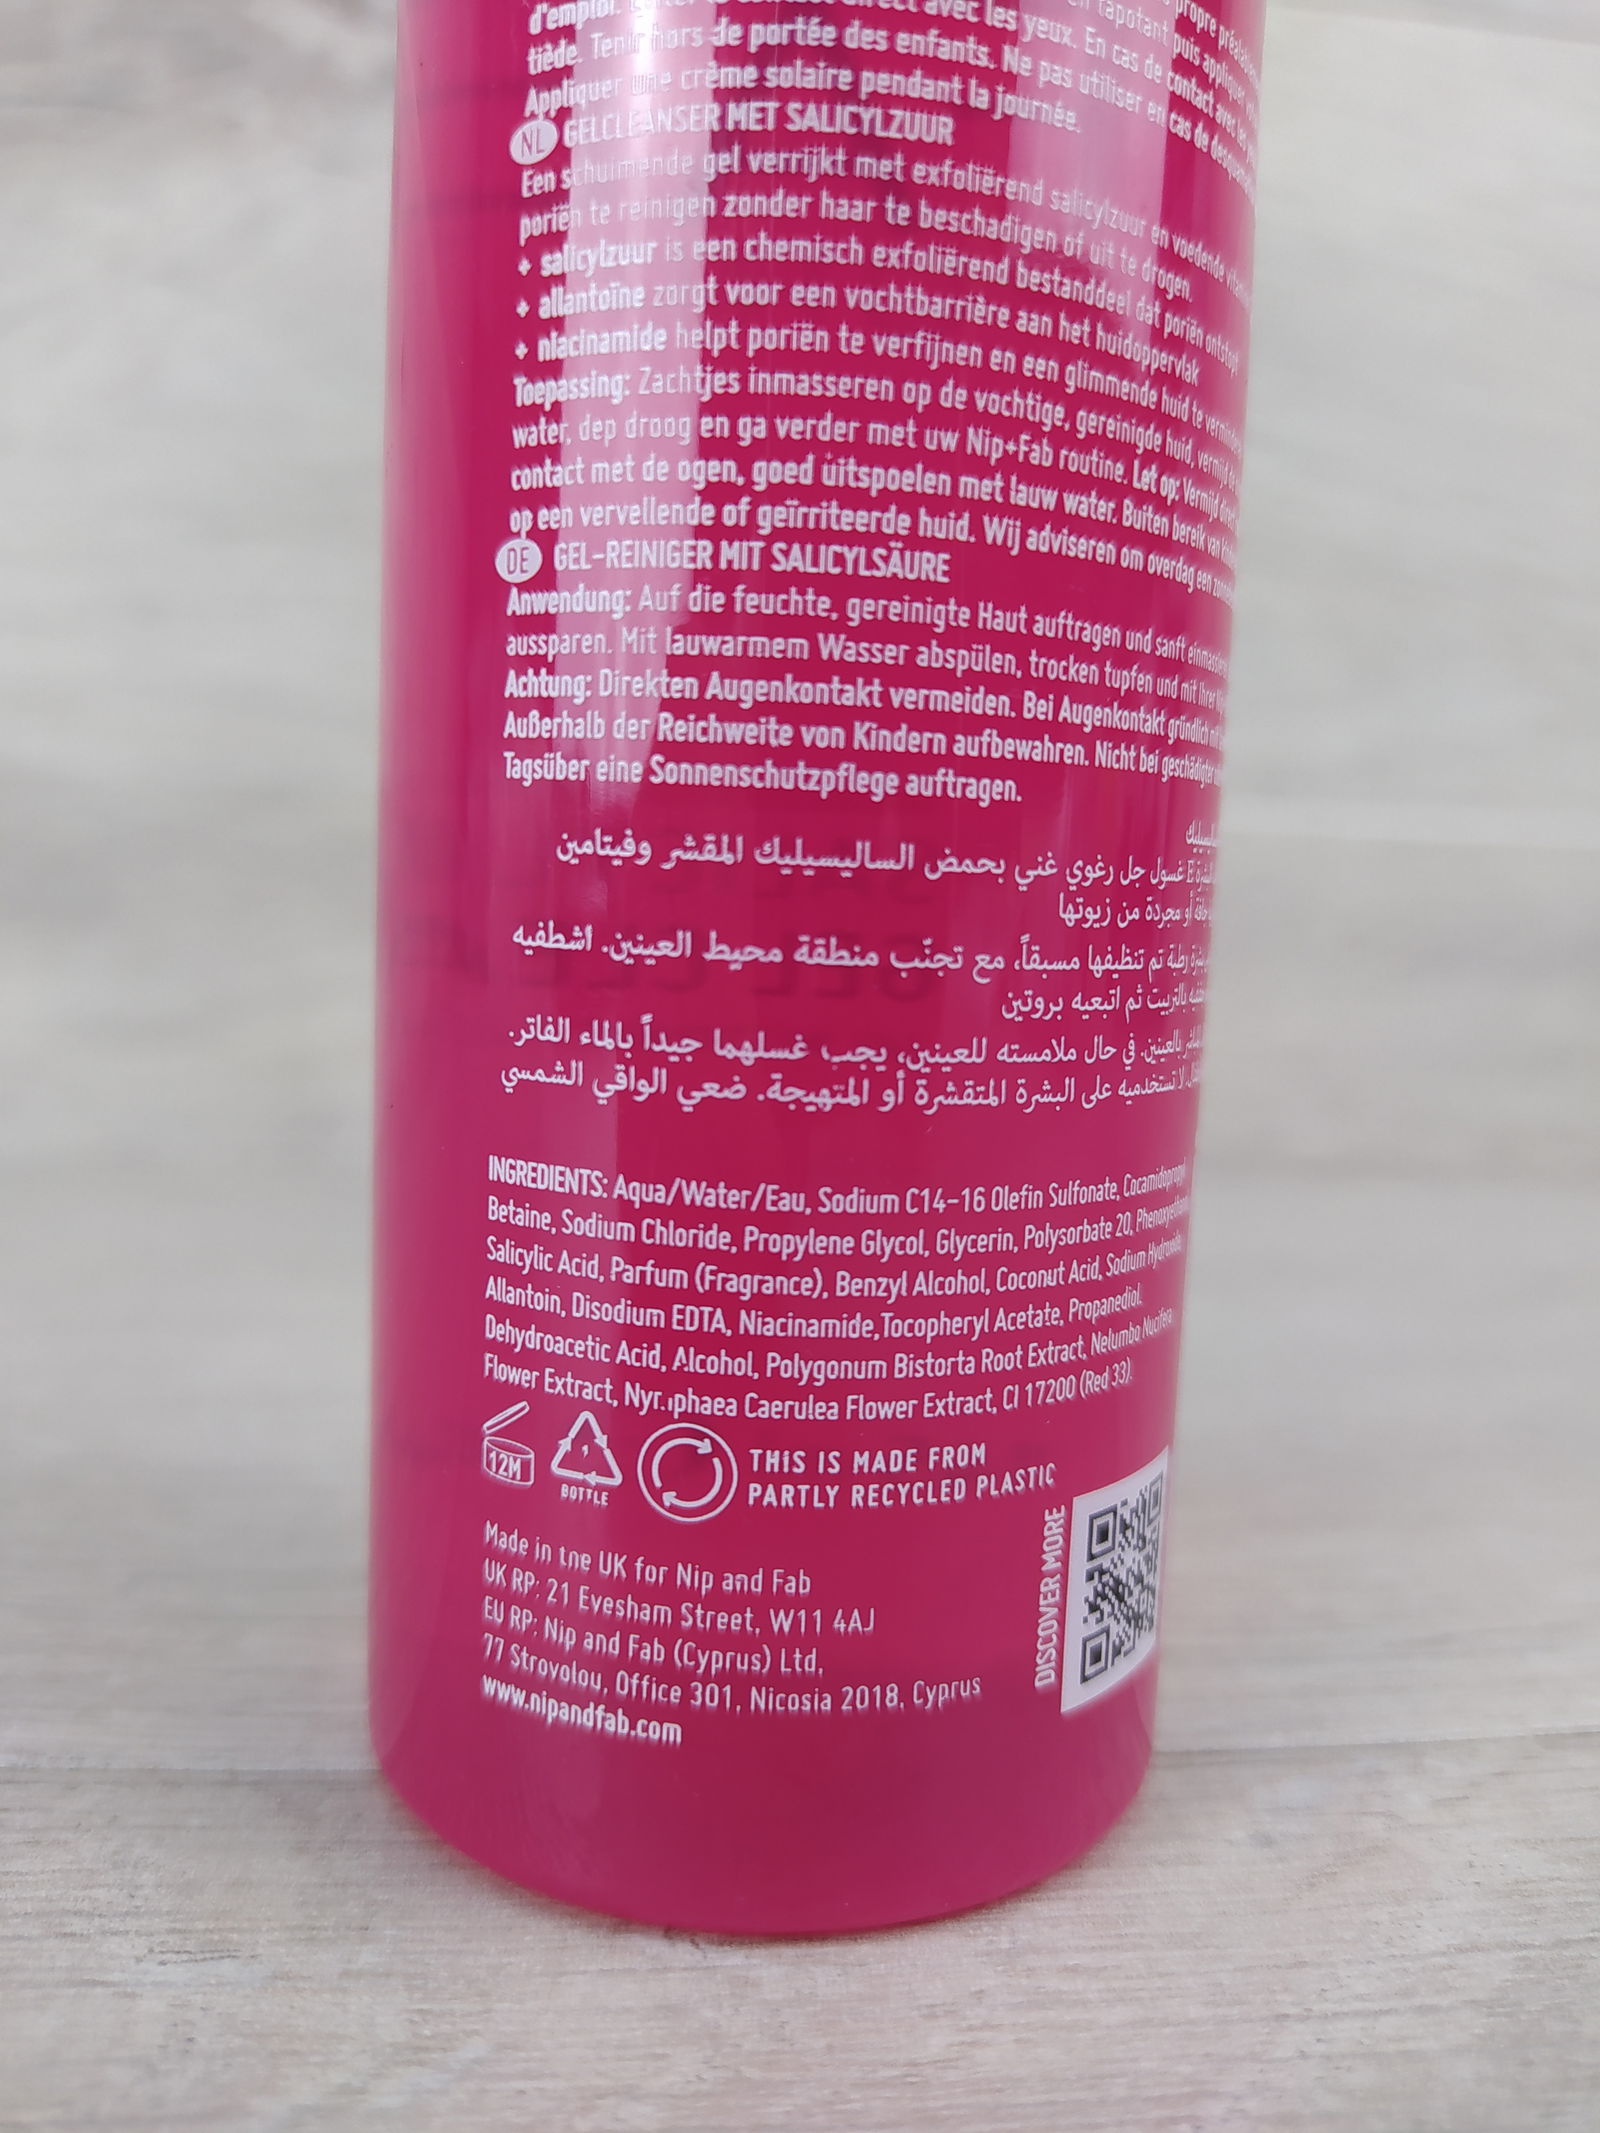 propre
d'emploi. direct avec les yeux. En cas de contact avec
tiède. Tenir hors de portée des enfants. Ne pas utiliser en cas de
Appliquer une crème solaire pendant la journée.
NL GELCLEANSER MET SALICYLZUUR
Een schuimende gel verrijkt met exfoliërend salicylzuur en voedende
poriën te reinigen zonder haar te beschadigen of uit te drogen.
+ salicylzuur is een chemisch exfoliërend bestanddeel dat poriën ontstopt
+ allantoïne zorgt voor een vochtbarrière aan het huidoppervlak
+ niacinamide helpt poriën te verfijnen en een glimmende huid te
Toepassing: Zachtjes inmasseren op de vochtige, gereinigde huid, vermijd de
water, dep droog en ga verder met uw Nip+Fab routine. Let op: Vermijd direct
contact met de ogen, goed uitspoelen met lauw water. Buiten bereik van
op een vervellende of geïrriteerde huid. Wij adviseren om overdag een
DE GEL-REINIGER MIT SALICYLSÄURE
Anwendung: Auf die feuchte, gereinigte Haut auftragen und sanft
aussparen. Mit lauwarmem Wasser abspülen, trocken tupfen und mit Ihrer
Achtung: Direkten Augenkontakt vermeiden. Bei Augenkontakt gründlich mit
Außerhalb der Reichweite von Kindern aufbewahren. Nicht bei geschädigter
Tagsüber eine Sonnenschutzpflege auftragen.
غسول جل رغوي غني بحمض الساليسيليك المقشر وفيتامين E
أو مجردة من زيوتها
رطبة تم تنظيفها مسبقاً، مع تجنّب منطقة محيط العينين. أشطفيه
بالتربيت ثم اتبعيه بروتين
بالعينين. في حال ملامسته للعينين، يجب غسلهما جيداً بالماء الفاتر.
لا تستخدميه على البشرة المتقشرة أو المتهيجة. ضعي الواقي الشمسي
INGREDIENTS: Aqua/Water/Eau, Sodium C14-16 Olefin Sulfonate, Cocamidopropyl
Betaine, Sodium Chloride, Propylene Glycol, Glycerin, Polysorbate 20,
Salicylic Acid, Parfum (Fragrance), Benzyl Alcohol, Coconut Acid, Sodium
Allantoin, Disodium EDTA, Niacinamide,Tocopheryl Acetate, Propanediol.
Dehydroacetic Acid, Alcohol, Polygonum Bistorta Root Extract, Nelumbo Nucifera
Flower Extract, Nymphaea Caerulea Flower Extract, CI 17200 (Red 33).
12M
BOTTLE
THIS IS MADE FROM
PARTLY RECYCLED PLASTIC
DISCOVER MORE
Made in the UK for Nip and Fab
UK RP: 21 Evesham Street, W11 4AJ
EU RP: Nip and Fab (Cyprus) Ltd,
77 Strovolou, Office 301, Nicosia 2018, Cyprus
www.nipandfab.com